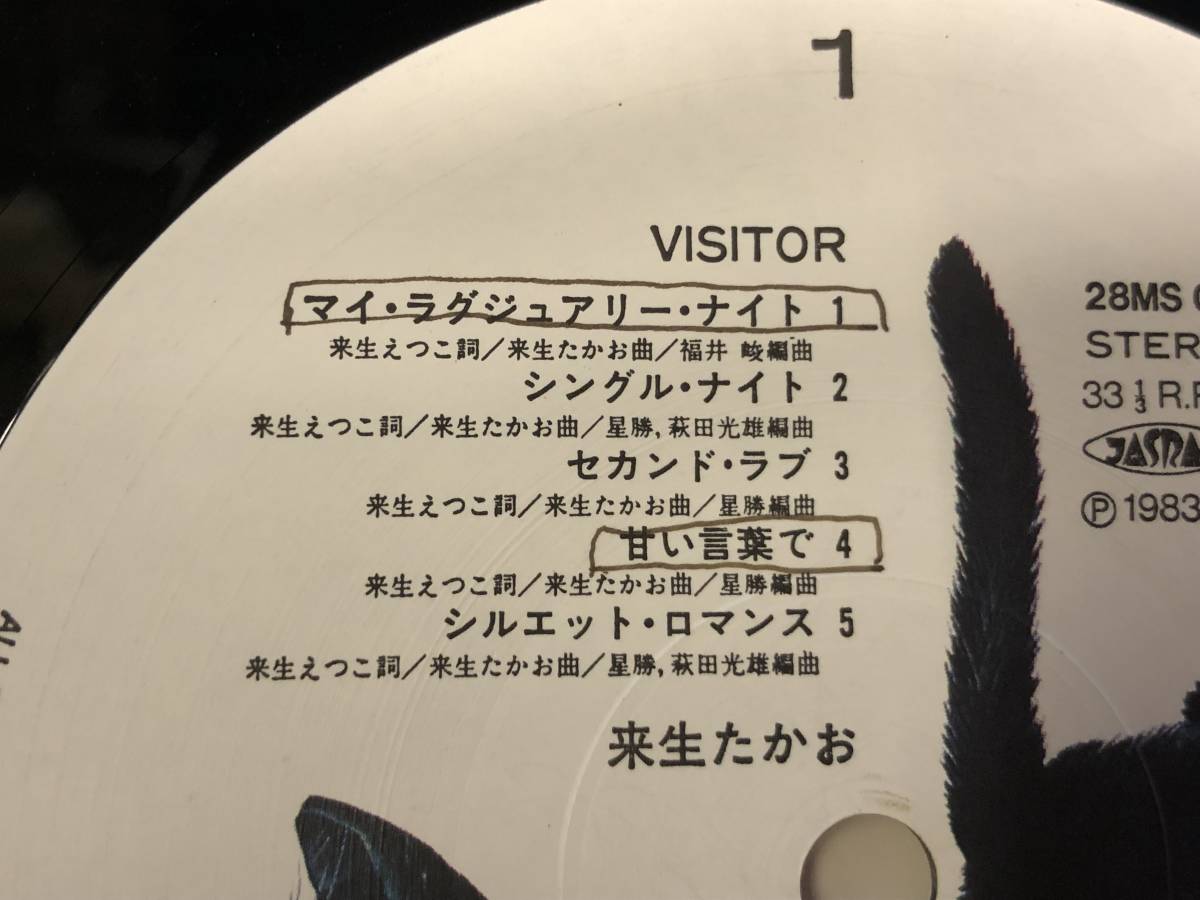 1
VISITOR
マイ・ラグジュアリー・ナイト 1
来生えつこ詞/来生たかお曲/福井 峻編曲
シングル・ナイト 2
来生えつこ詞/来生たかお曲/星勝, 萩田光雄編曲
セカンド・ラブ 3
来生えつこ詞/来生たかお曲/星勝編曲
甘い言葉で 4
来生えつこ詞/来生たかお曲/星勝編曲
シルエット・ロマンス 5
来生えつこ詞/来生たかお曲/星勝, 萩田光雄編曲
来生たかお
28MS
STER
33 ⅓ R.P
JASRA
Ⓟ 1983